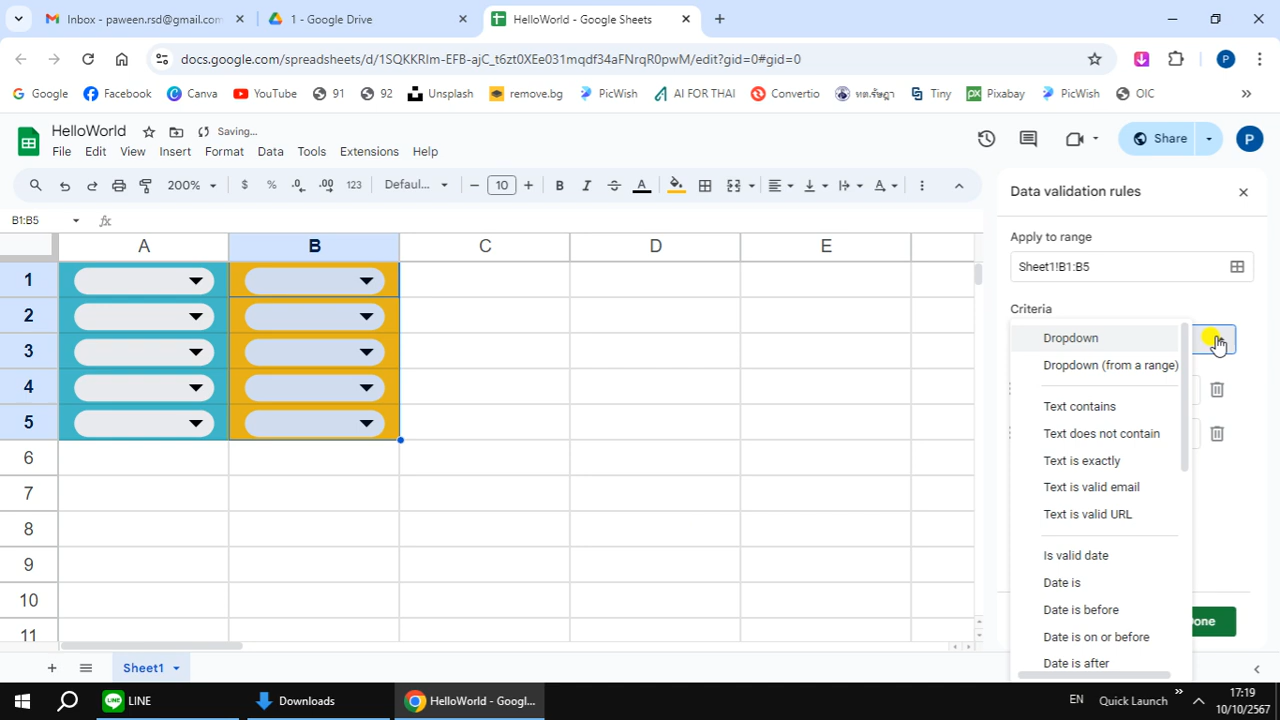 Inbox - paween.rsd@gmail.con
1 - Google Drive
HelloWorld - Google Sheets
docs.google.com/spreadsheets/d/1SQKKRImLEFB-ajC_t6zt0XEe031mqdf34aFNrqR0pwM/edit?gid=0#gid=0
P
Google Facebook Canva YouTube 91 92 Unsplash remove.bg PicWish AI FOR THAI Convertio Tiny Pixabay PicWish OIC
HelloWorld Saving...
File Edit View Insert Format Data Tools Extensions Help
Share
P
200% $ % .0 .00 123 Defaul... 10 B I S A
Data validation rules
B1:B5 fx
A B C D E
1
2
3
4
5
6
7
8
9
10
11
Apply to range
Sheet1!B1:B5
Criteria
Dropdown
Dropdown (from a range)
Text contains
Text does not contain
Text is exactly
Text is valid email
Text is valid URL
Is valid date
Date is
Date is before
one
Date is on or before
Date is after
Sheet1
LINE Downloads HelloWorld - Googl...
EN Quick Launch 17:19
10/10/2567